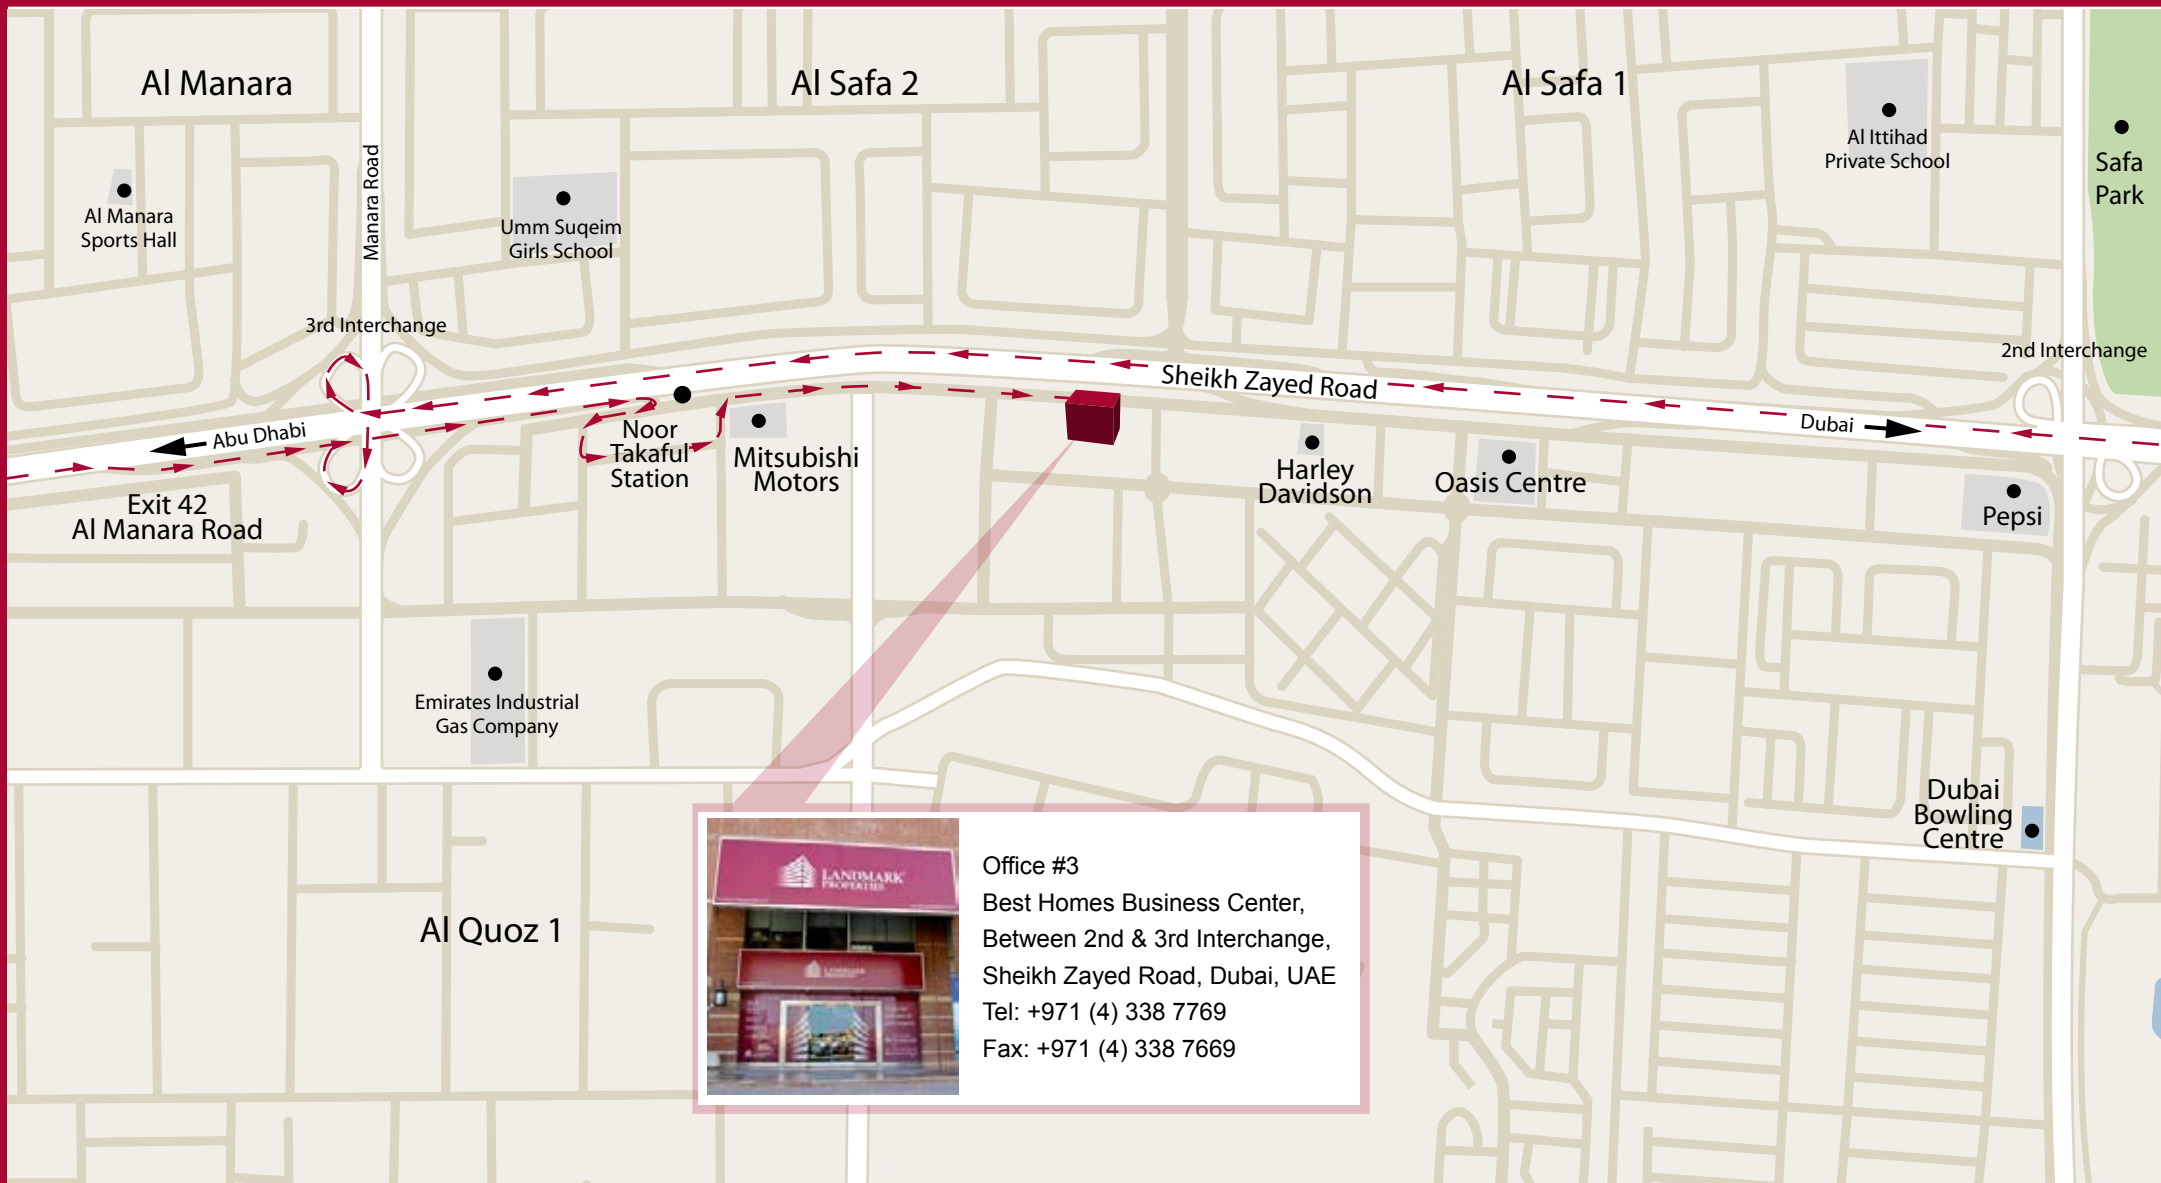 Al Manara
Al Safa 2
Al Safa 1
Al Ittihad
Private School
Safa
Park
Manara Road
Al Manara
Sports Hall
Umm Suqeim
Girls School
3rd Interchange
2nd Interchange
Sheikh Zayed Road
Abu Dhabi
Dubai
Noor
Takaful
Station
Mitsubishi
Motors
Harley
Davidson
Oasis Centre
Pepsi
Exit 42
Al Manara Road
Emirates Industrial
Gas Company
Dubai
Bowling
Centre
Al Quoz 1
LANDMARK
PROPERTIES
LANDMARK
Office #3
Best Homes Business Center,
Between 2nd & 3rd Interchange,
Sheikh Zayed Road, Dubai, UAE
Tel: +971 (4) 338 7769
Fax: +971 (4) 338 7669